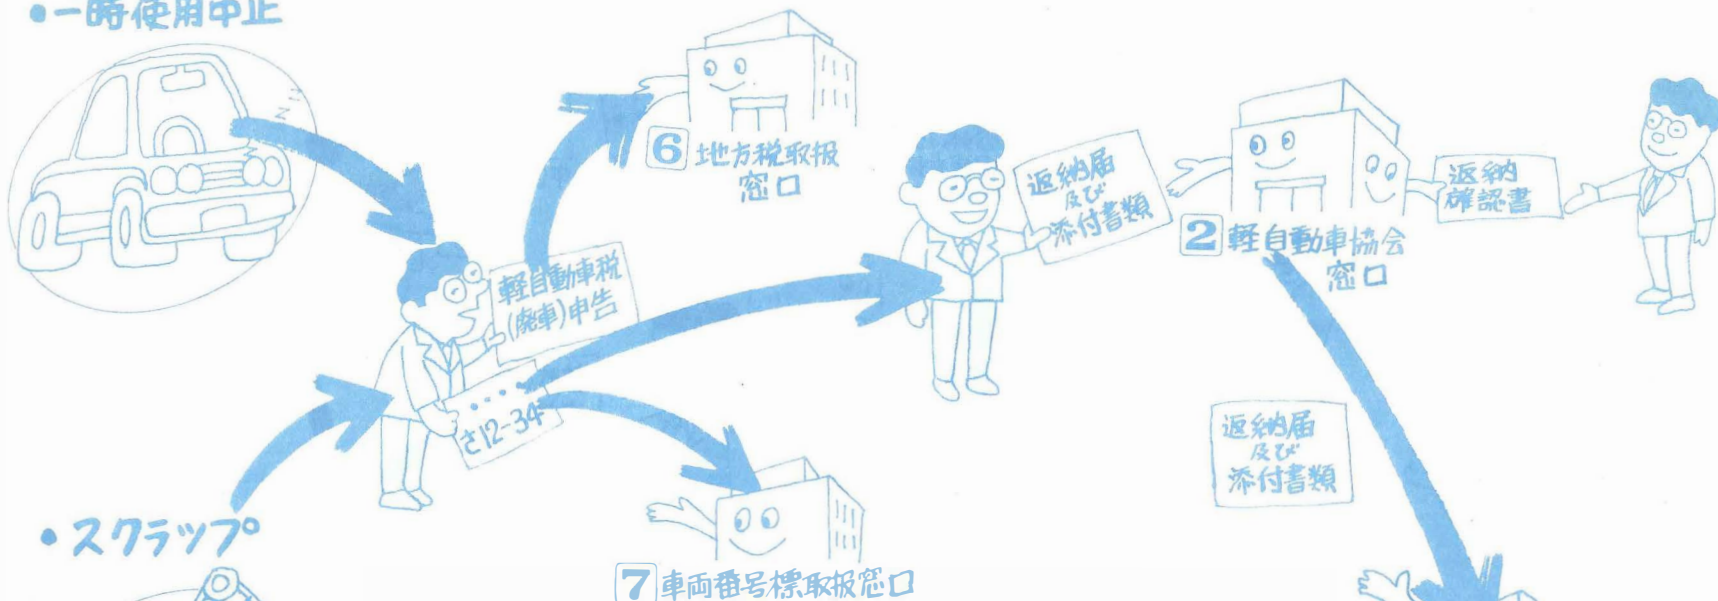 •一時使用中止
z
z
z
6 地方税取扱
窓口
軽自動車税
(廃車)申告
• • •
さ12-34
返納届
及び
添付書類
2 軽自動車協会
窓口
返納
確認書
返納届
及び
添付書類
•スクラップ
7 車両番号標取扱窓口